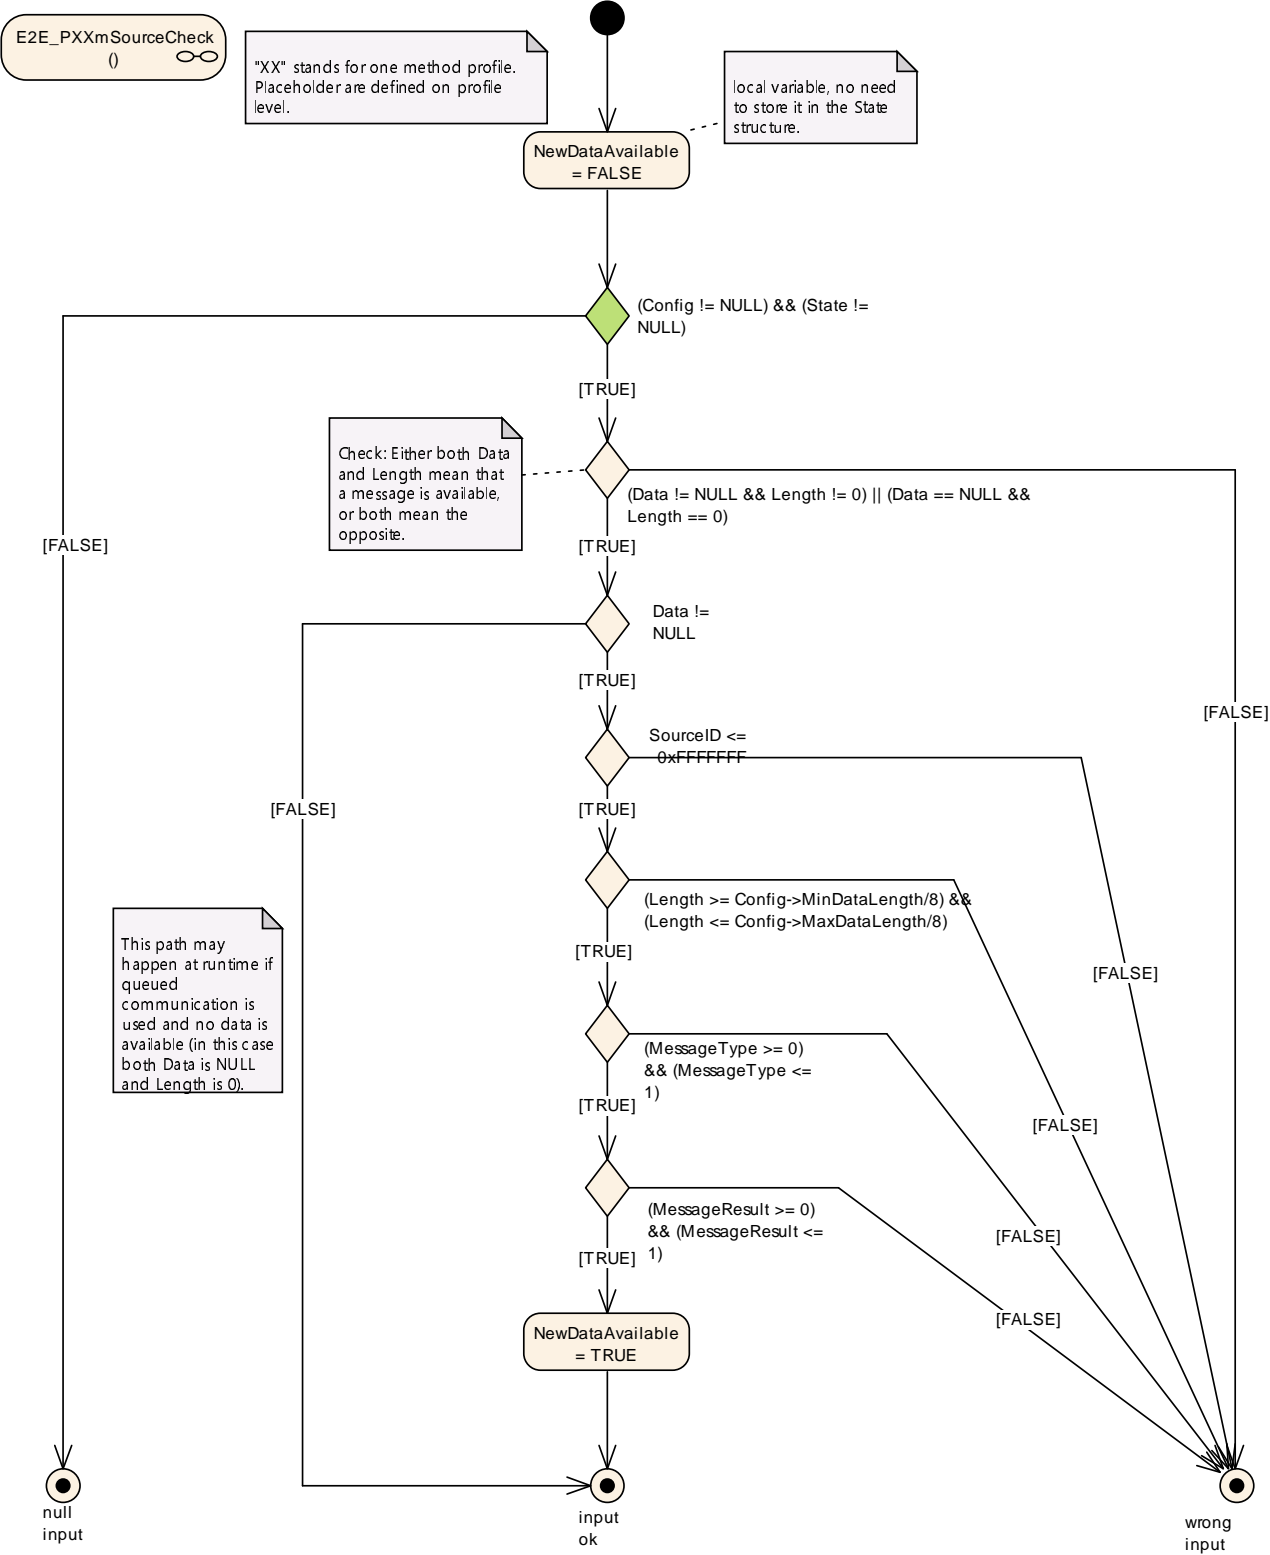 E2E_PXXmSourceCheck
()
"XX" stands for one method profile.
Placeholder are defined on profile
level.
local variable, no need
to store it in the State
structure.
NewDataAvailable
= FALSE
(Config != NULL) && (State !=
NULL)
[TRUE]
Check: Either both Data
and Length mean that
a message is available,
or both mean the
opposite.
(Data != NULL && Length != 0) || (Data == NULL &&
Length == 0)
[FALSE]
[TRUE]
Data !=
NULL
[TRUE]
[FALSE]
SourceID <=
0xFFFFFFF
[FALSE]
[TRUE]
(Length >= Config->MinDataLength/8) &&
(Length <= Config->MaxDataLength/8)
This path may
happen at runtime if
queued
communication is
used and no data is
available (in this case
both Data is NULL
and Length is 0).
[TRUE]
[FALSE]
(MessageType >= 0)
&& (MessageType <=
1)
[TRUE]
[FALSE]
(MessageResult >= 0)
&& (MessageResult <=
1)
[FALSE]
[TRUE]
[FALSE]
NewDataAvailable
= TRUE
null
input
input
ok
wrong
input